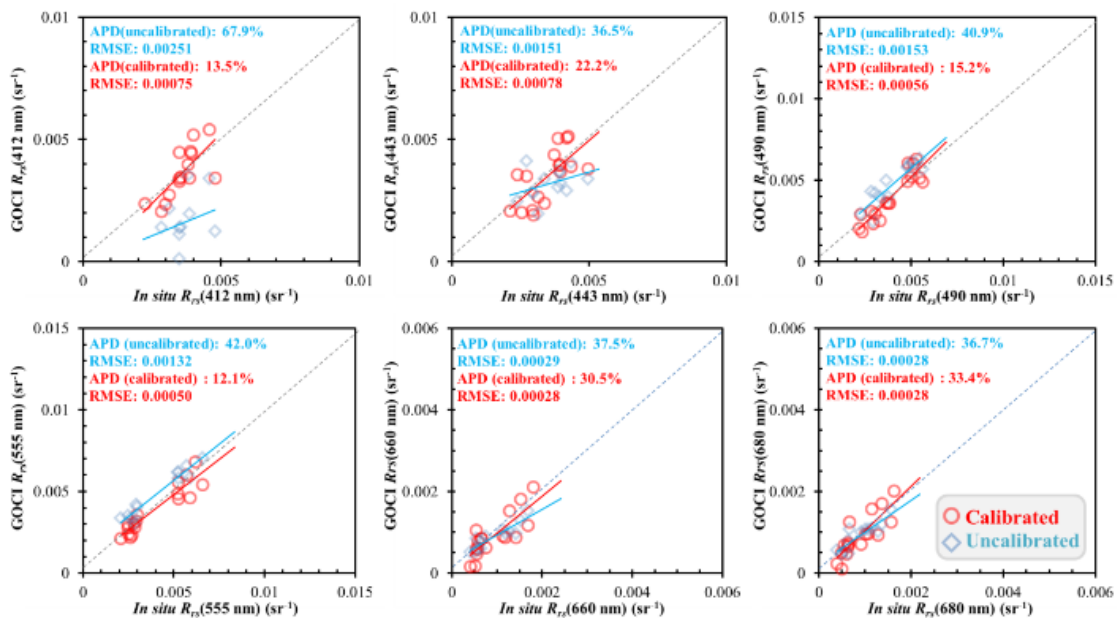 0.01
APD(uncalibrated): 67.9%
RMSE: 0.00251
APD(calibrated): 13.5%
RMSE: 0.00075
0.005
0
GOCI Rrs(412 nm) (sr-1)
0 0.005 0.01
In situ Rrs(412 nm) (sr-1)
0.01
APD(uncalibrated): 36.5%
RMSE: 0.00151
APD(calibrated): 22.2%
RMSE: 0.00078
0.005
0
GOCI Rrs(443 nm) (sr-1)
0 0.005 0.01
In situ Rrs(443 nm) (sr-1)
0.015
APD (uncalibrated): 40.9%
RMSE: 0.00153
APD (calibrated) : 15.2%
RMSE: 0.00056
0.01
0.005
0
GOCI Rrs(490 nm) (sr-1)
0 0.005 0.01 0.015
In situ Rrs(490 nm) (sr-1)
0.015
APD (uncalibrated): 42.0%
RMSE: 0.00132
APD (calibrated) : 12.1%
RMSE: 0.00050
0.01
0.005
0
GOCI Rrs(555 nm) (sr-1)
0 0.005 0.01 0.015
In situ Rrs(555 nm) (sr-1)
0.006
APD (uncalibrated): 37.5%
RMSE: 0.00029
APD (calibrated) : 30.5%
RMSE: 0.00028
0.004
0.002
0
GOCI Rrs(660 nm) (sr-1)
0 0.002 0.004 0.006
In situ Rrs(660 nm) (sr-1)
0.006
APD (uncalibrated): 36.7%
RMSE: 0.00028
APD (calibrated) : 33.4%
RMSE: 0.00028
0.004
0.002
0
GOCI Rrs(680 nm) (sr-1)
Calibrated
Uncalibrated
0 0.002 0.004 0.006
In situ Rrs(680 nm) (sr-1)